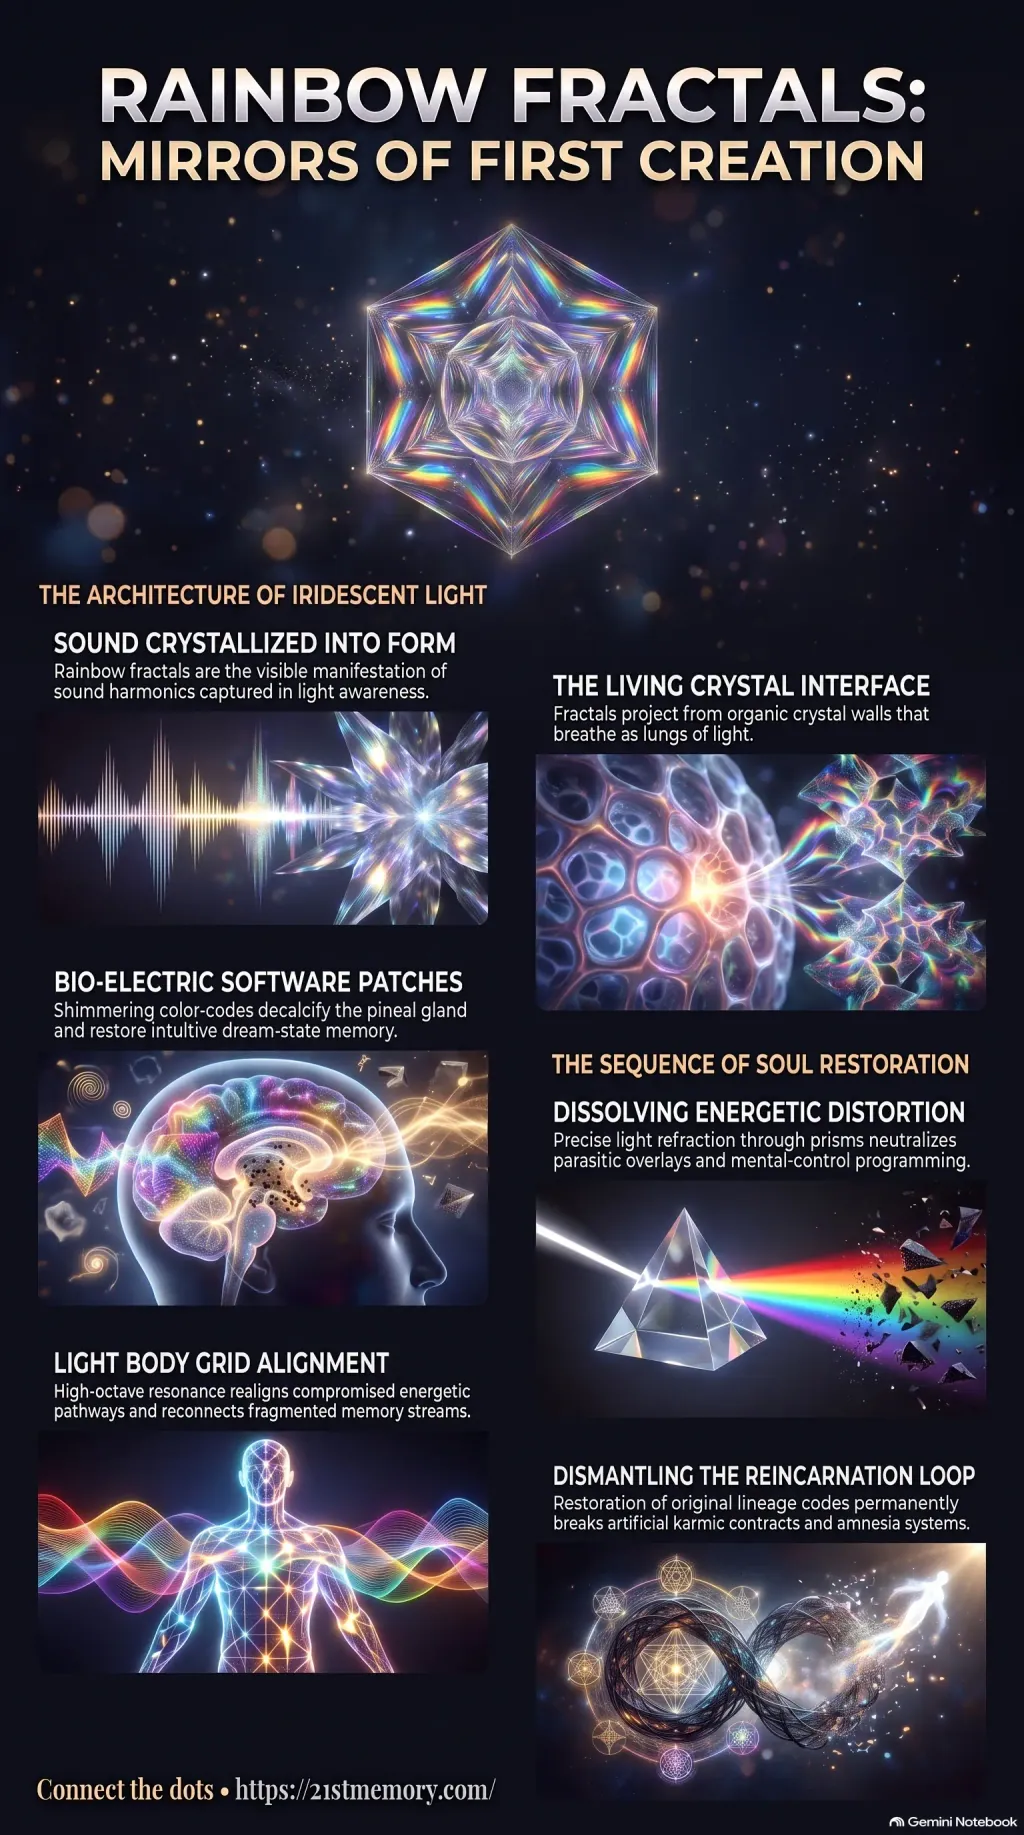 RAINBOW FRACTALS:
MIRRORS OF FIRST CREATION
THE ARCHITECTURE OF IRIDESCENT LIGHT
SOUND CRYSTALLIZED INTO FORM
Rainbow fractals are the visible manifestation of
sound harmonics captured in light awareness.
BIO-ELECTRIC SOFTWARE PATCHES
Shimmering color-codes decalcify the pineal gland
and restore intuitive dream-state memory.
LIGHT BODY GRID ALIGNMENT
High-octave resonance realigns compromised energetic
pathways and reconnects fragmented memory streams.
THE LIVING CRYSTAL INTERFACE
Fractals project from organic crystal walls that
breathe as lungs of light.
THE SEQUENCE OF SOUL RESTORATION
DISSOLVING ENERGETIC DISTORTION
Precise light refraction through prisms neutralizes
parasitic overlays and mental-control programming.
DISMANTLING THE REINCARNATION LOOP
Restoration of original lineage codes permanently
breaks artificial karmic contracts and amnesia systems.
Connect the dots • https://21stmemory.com/
Gemini Notebook